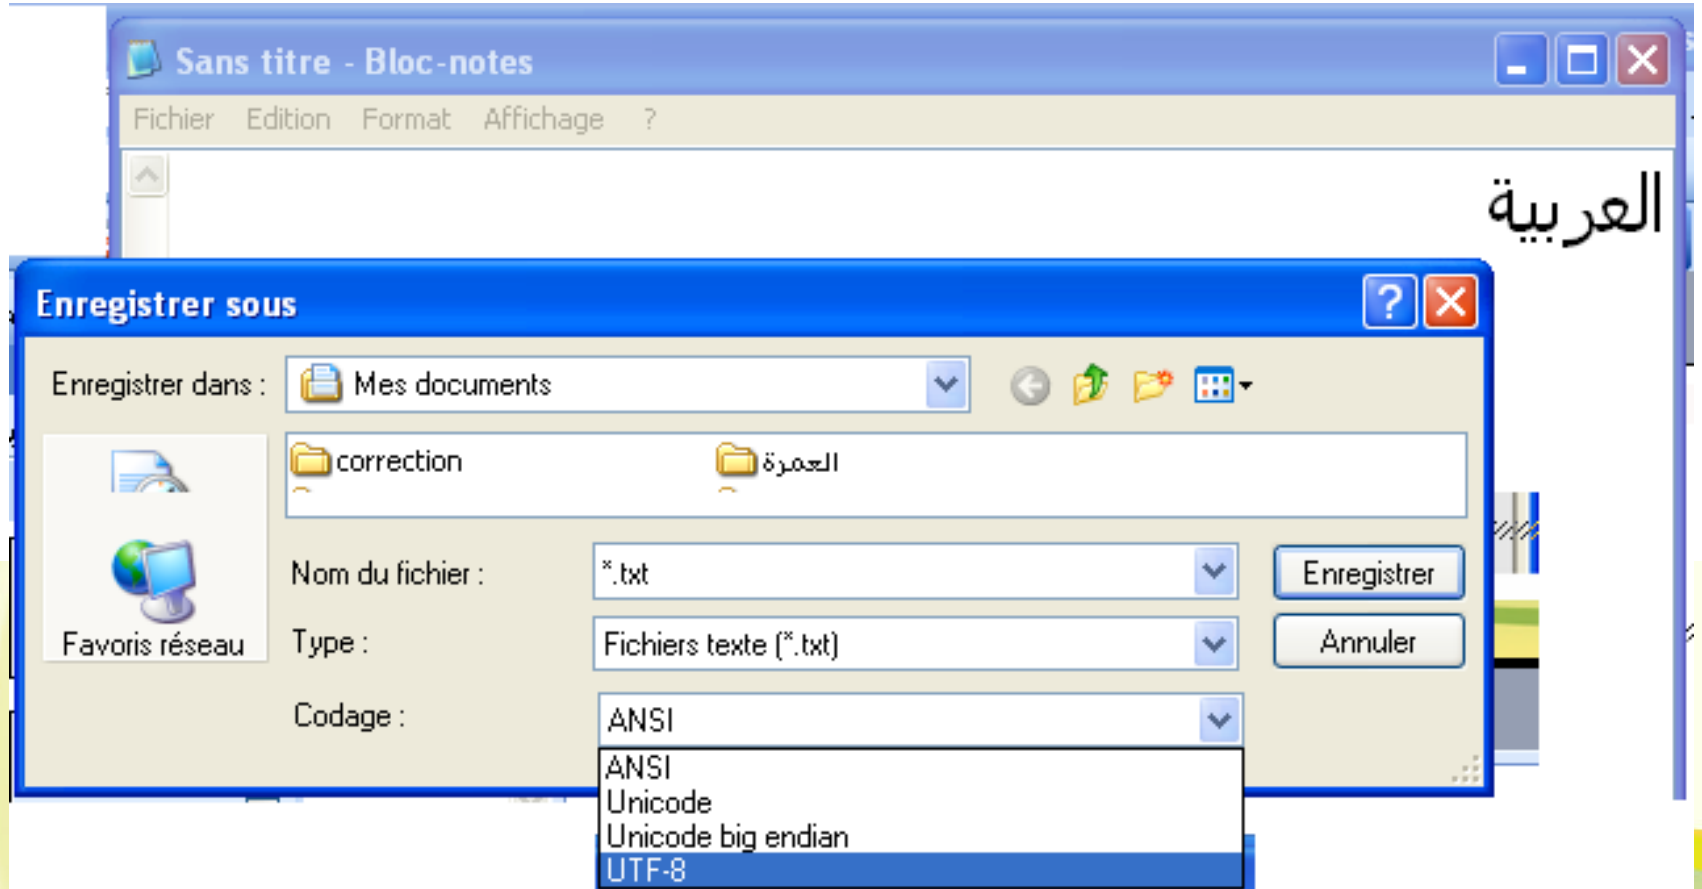 Sans titre - Bloc-notes
Fichier Edition Format Affichage ?
العربية
Enregistrer sous
Enregistrer dans : Mes documents
correction العمرة
Nom du fichier : *.txt Enregistrer
Favoris réseau Type : Fichiers texte (*.txt) Annuler
Codage : ANSI
ANSI
Unicode
Unicode big endian
UTF-8